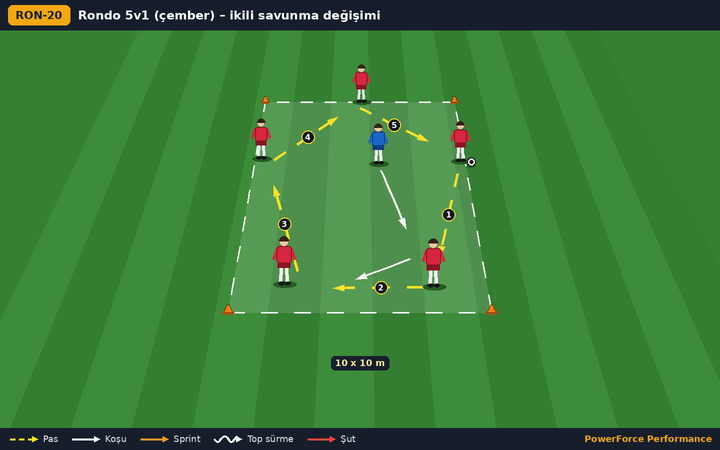 RON-20 Rondo 5v1 (çember) – ikili savunma değişimi
4
5
3
1
2
10 x 10 m
Pas Koşu Sprint Top sürme Şut PowerForce Performance